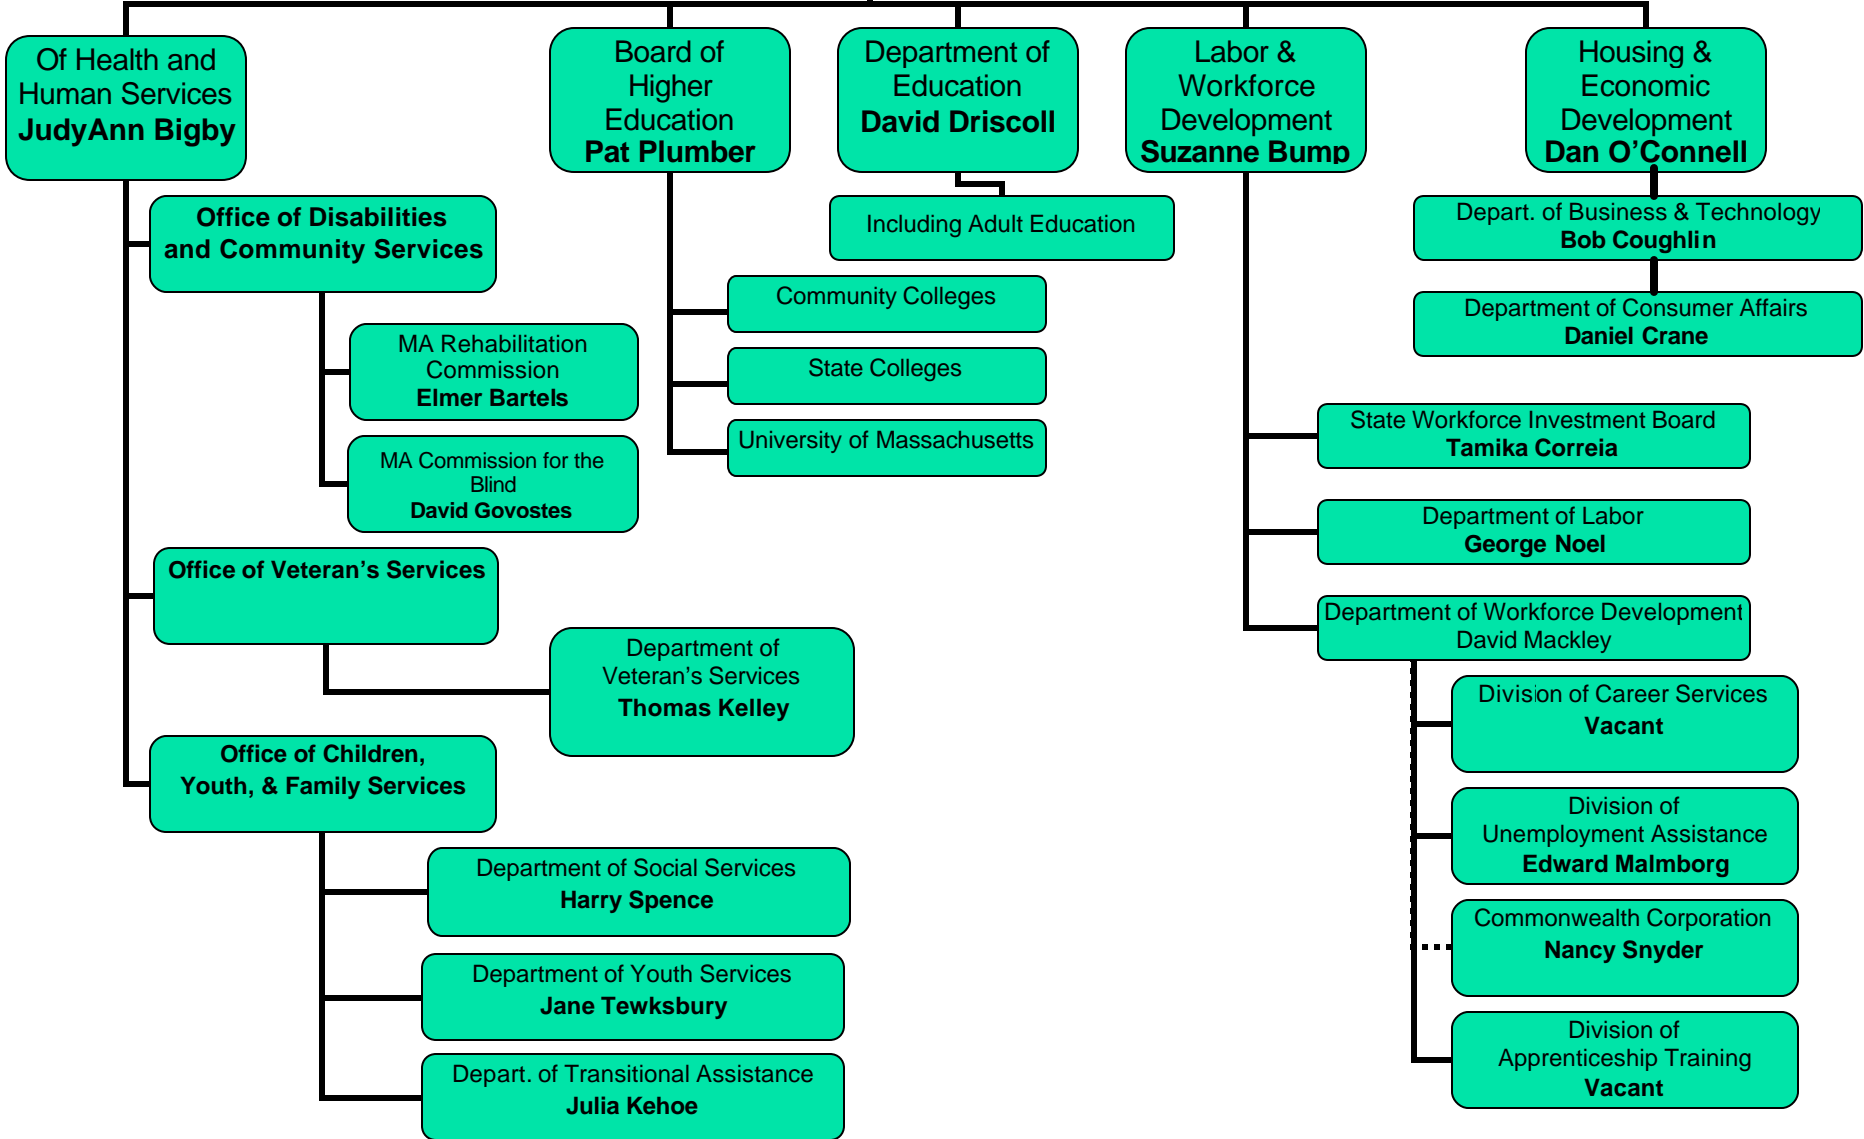 Of Health and
Human Services
JudyAnn Bigby
Board of
Higher
Education
Pat Plumber
Department of
Education
David Driscoll
Labor &
Workforce
Development
Suzanne Bump
Housing &
Economic
Development
Dan O'Connell
Office of Disabilities
and Community Services
MA Rehabilitation
Commission
Elmer Bartels
MA Commission for the
Blind
David Govostes
Office of Veteran's Services
Department of
Veteran's Services
Thomas Kelley
Office of Children,
Youth, & Family Services
Department of Social Services
Harry Spence
Department of Youth Services
Jane Tewksbury
Depart. of Transitional Assistance
Julia Kehoe
Community Colleges
State Colleges
University of Massachusetts
Including Adult Education
State Workforce Investment Board
Tamika Correia
Department of Labor
George Noel
Department of Workforce Development
David Mackley
Division of Career Services
Vacant
Division of
Unemployment Assistance
Edward Malmborg
Commonwealth Corporation
Nancy Snyder
Division of
Apprenticeship Training
Vacant
Depart. of Business & Technology
Bob Coughlin
Department of Consumer Affairs
Daniel Crane